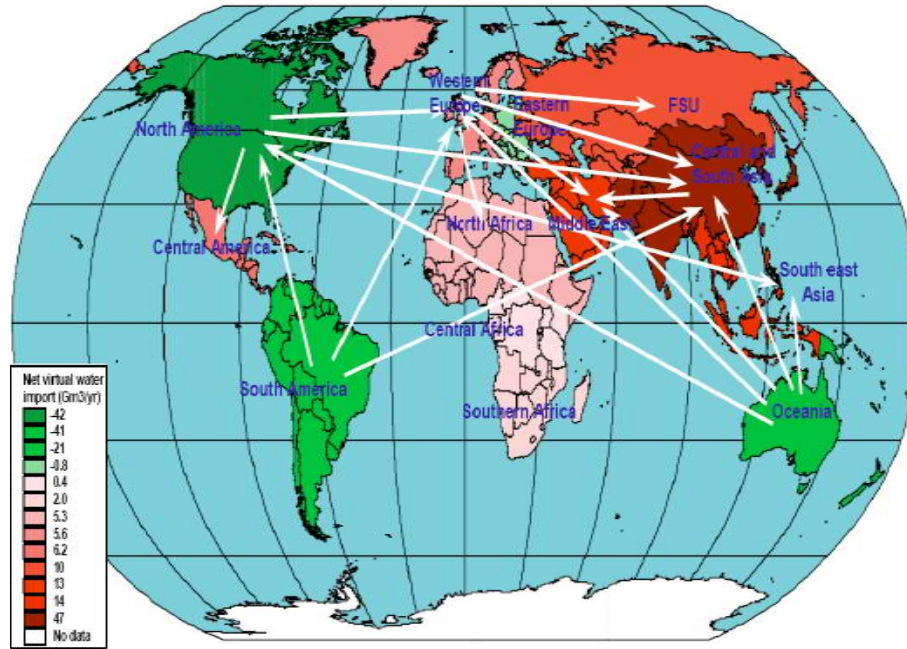 Western
Europe
Eastern
Europe
FSU
North America
Central and
South Asia
Central America
North Africa
Middle East
South east
Asia
Central Africa
South America
Southern Africa
Oceania
Net virtual water
import (Gm3/yr)
-42
-41
-21
-0.8
0.4
2.0
5.3
5.6
6.2
10
13
14
47
No data